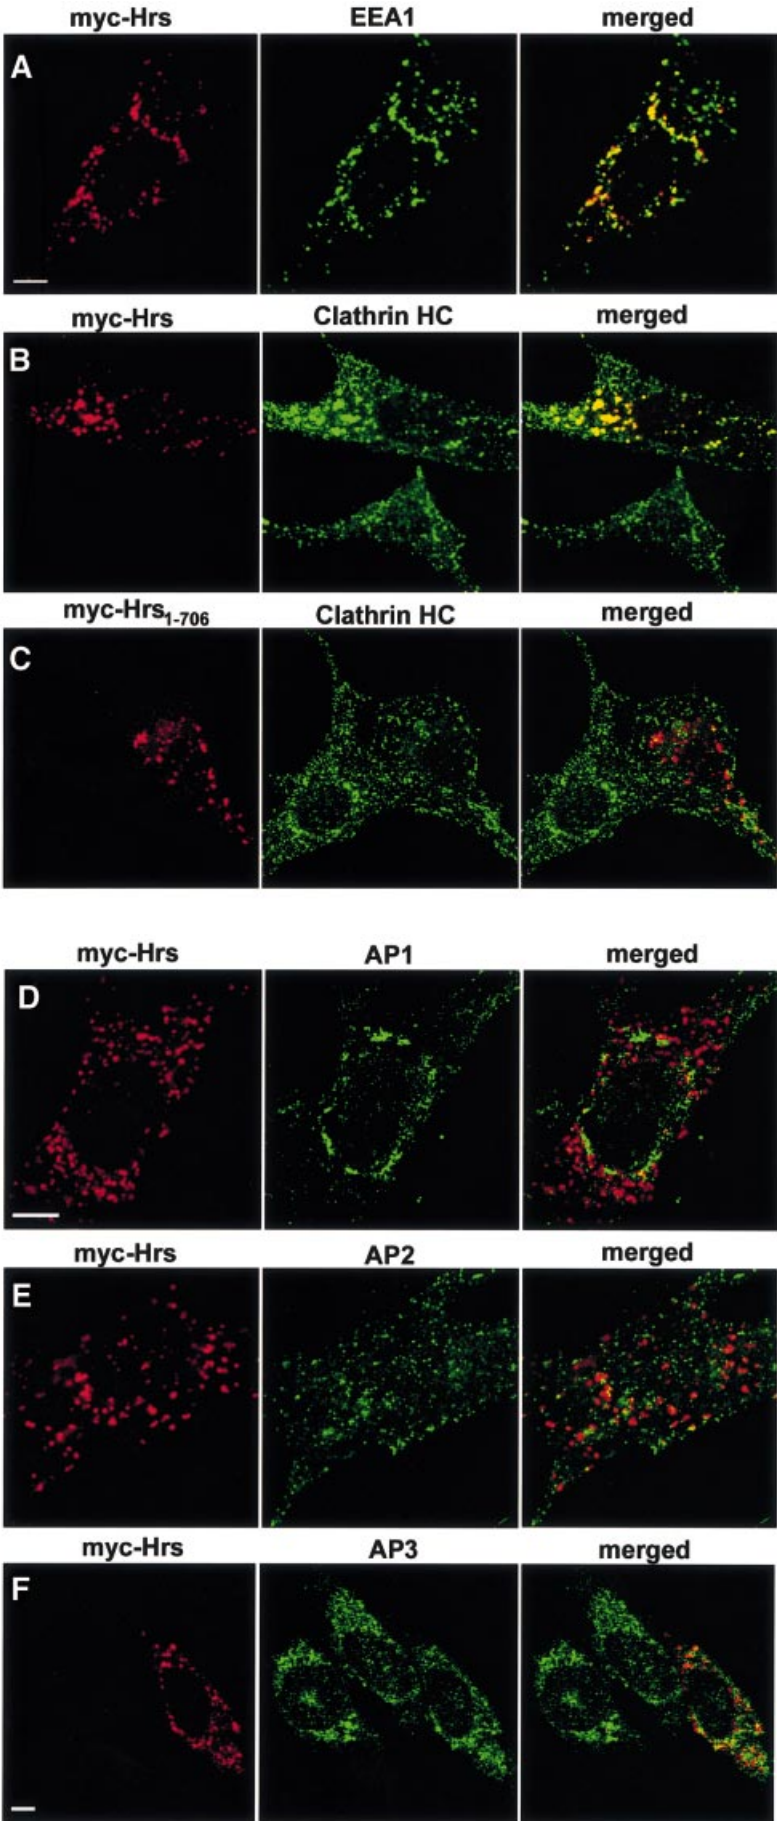 myc-Hrs EEA1 merged
A
myc-Hrs Clathrin HC merged
B
myc-Hrs1-706 Clathrin HC merged
C
myc-Hrs AP1 merged
D
myc-Hrs AP2 merged
E
myc-Hrs AP3 merged
F